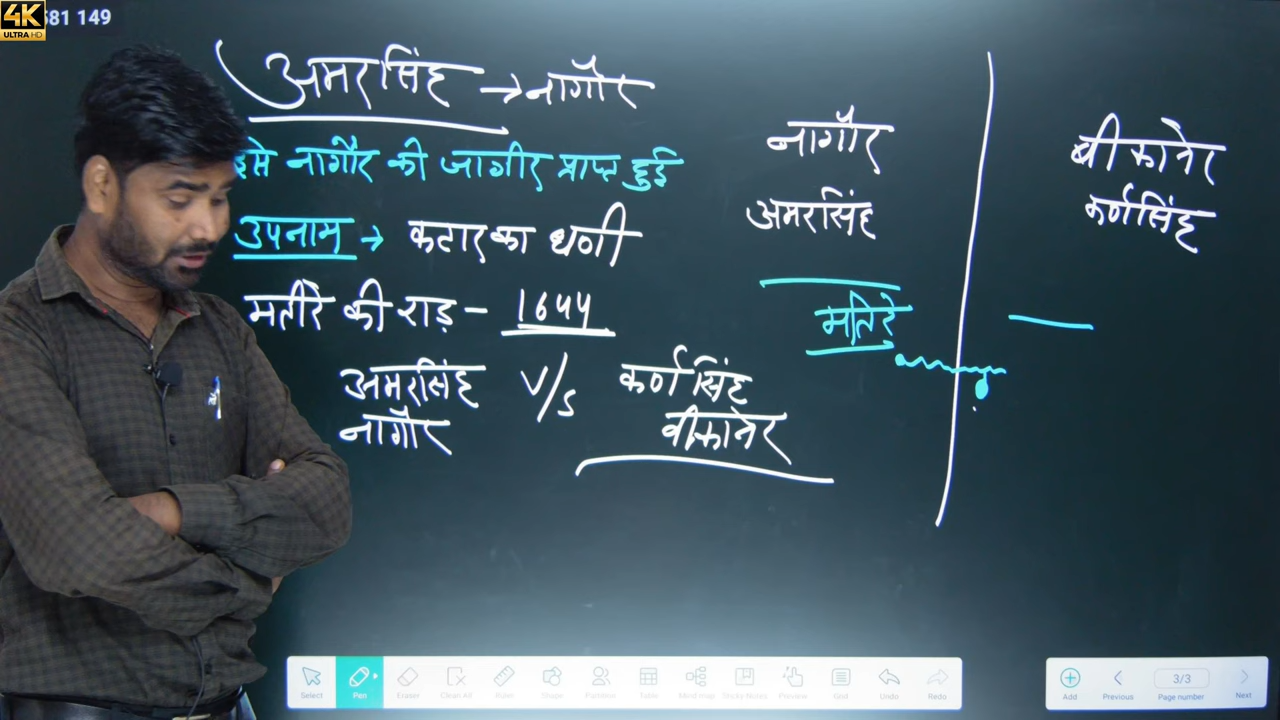 4K
ULTRA HD
581 149
अमरसिंह → नागौर
इसे नागौर की जागीर प्राप्त हुई
उपनाम → कटार का धणी
मतीरे की राड़ - 1644
अमरसिंह V/S कर्ण सिंह
नागौर बीकानेर
नागौर
अमरसिंह
मतिरे
बीकानेर
कर्णसिंह
Select Pen Eraser Clean All Ruler Shape Partition Table Mind map Sticky Notes Preview Grid Undo Redo
Add Previous 3/3 Page number Next